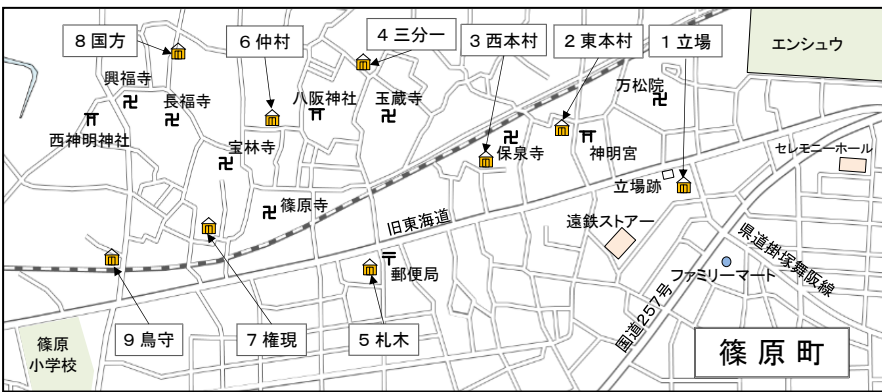 8国方
6仲村
4三分一
3西本村
2東本村
1立場
エンシュウ
興福寺
長福寺
西神明神社
八阪神社
玉蔵寺
万松院
宝林寺
保泉寺
神明宮
セレモニーホール
立場跡
篠原寺
旧東海道
遠鉄ストアー
県道掛塚舞阪線
郵便局
ファミリーマート
国道257号
篠原
小学校
9鳥守
7権現
5札木
篠原町